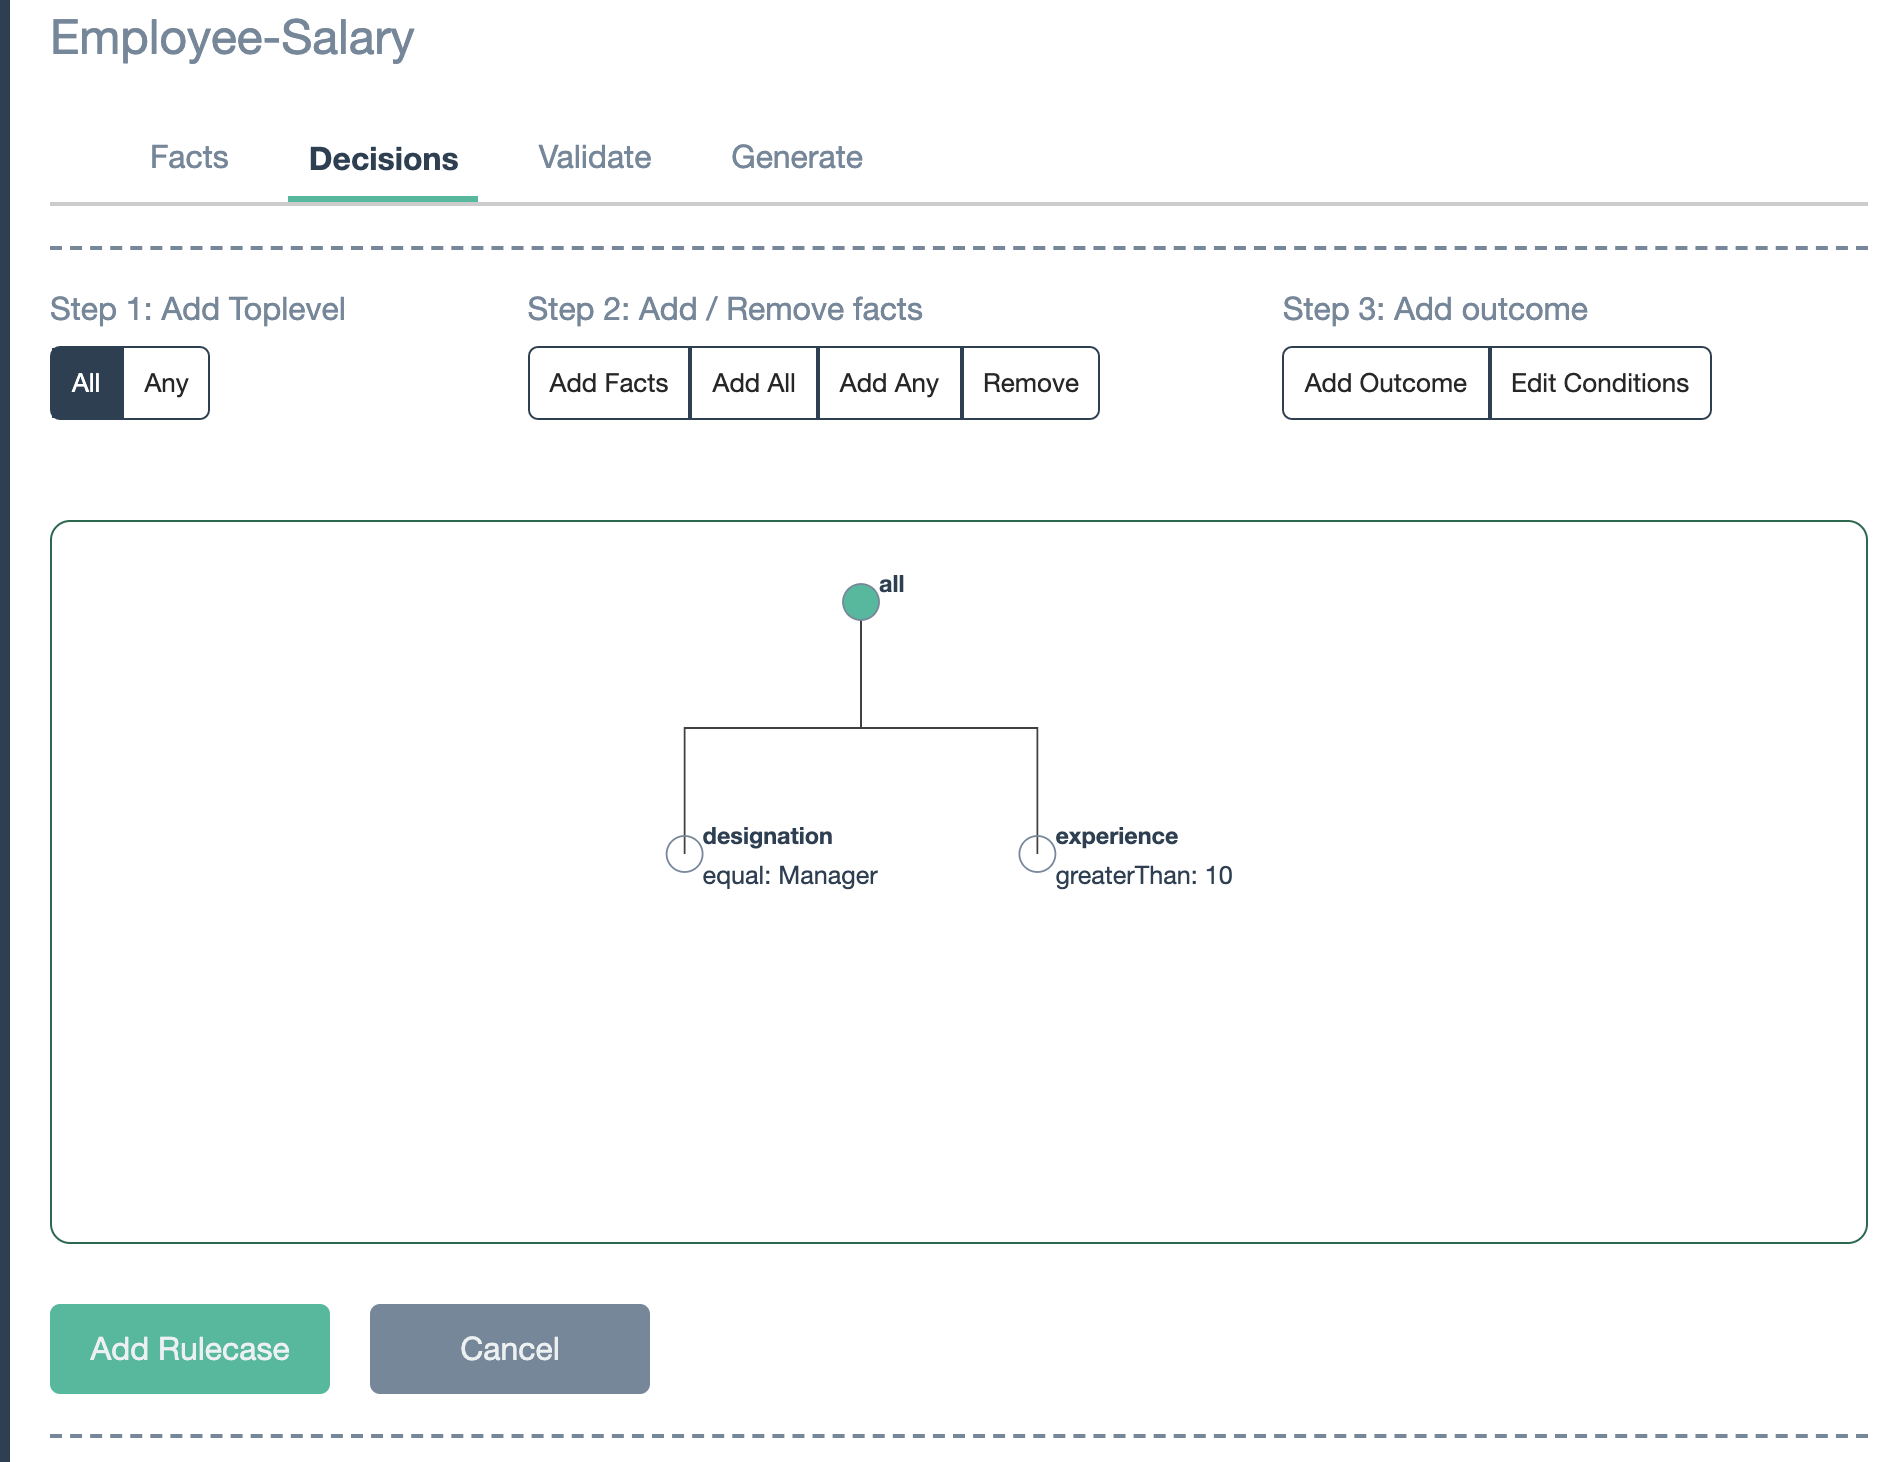 Employee-Salary
Facts Decisions Validate Generate
Step 1: Add Toplevel Step 2: Add / Remove facts Step 3: Add outcome
All Any Add Facts Add All Add Any Remove Add Outcome Edit Conditions
all
designation experience
equal: Manager greaterThan: 10
Add Rulecase Cancel